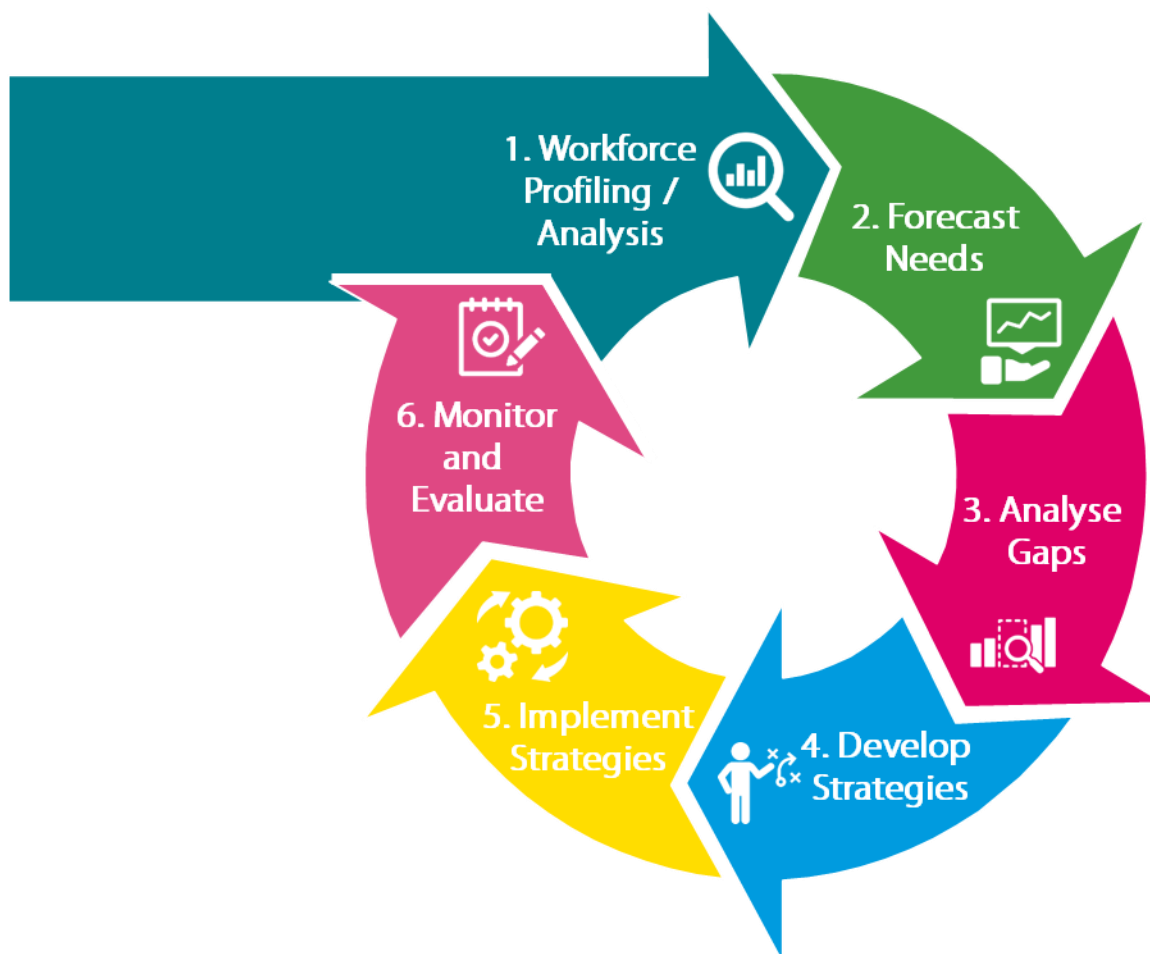 1. Workforce
Profiling /
Analysis
2. Forecast
Needs
3. Analyse
Gaps
4. Develop
Strategies
5. Implement
Strategies
6. Monitor
and
Evaluate